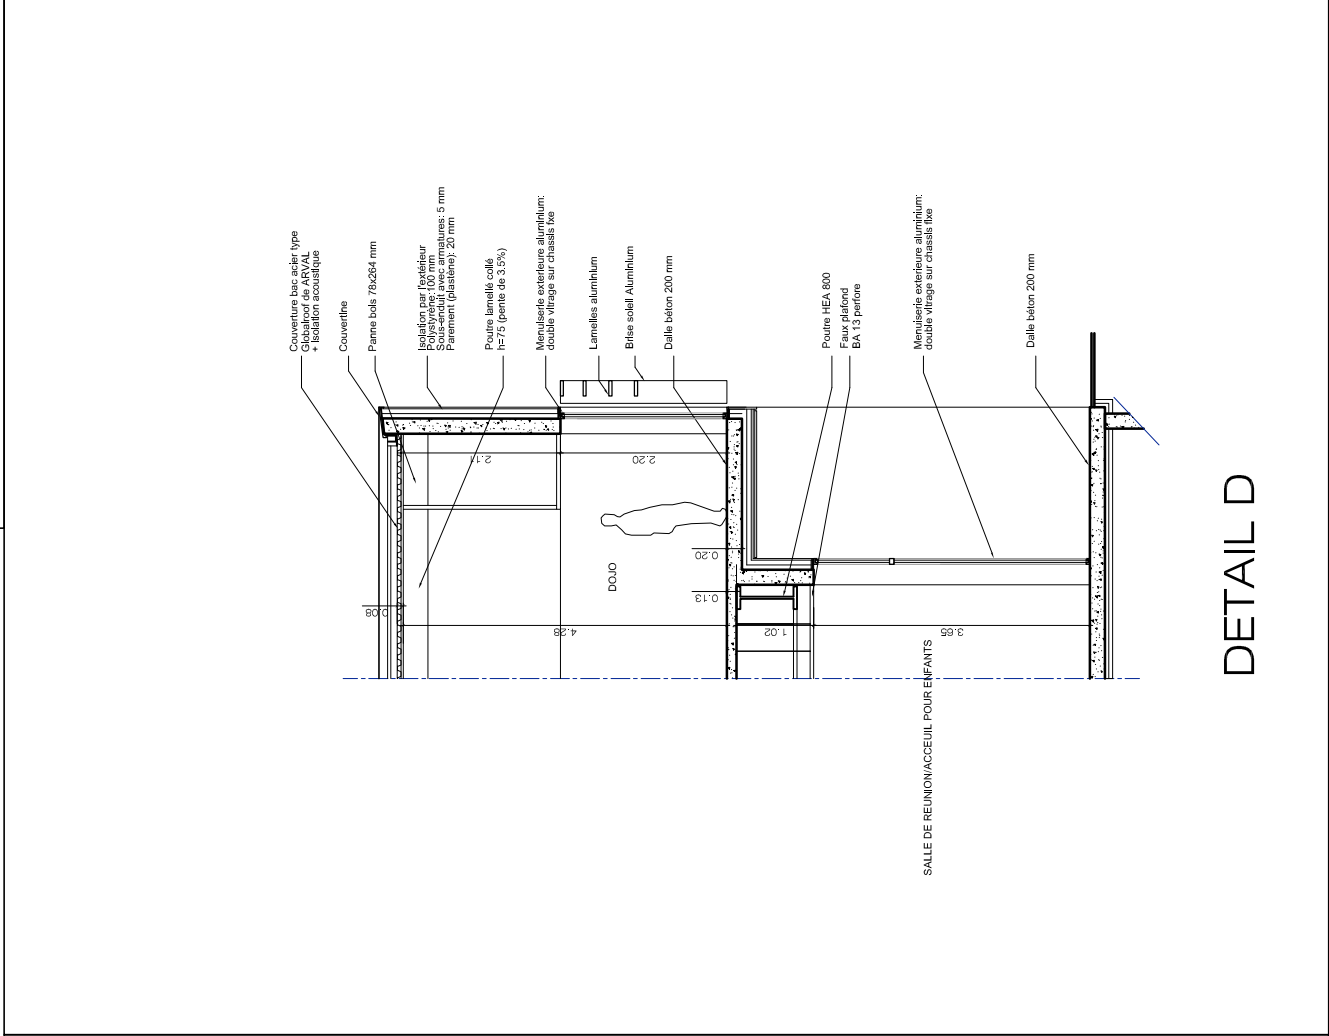 Couverture bac acier type
Globalroof de ARVAL
+ Isolation acoustique
Couvertine
Panne bois 78x264 mm
Isolation par l'extérieur
Polystyrène:100 mm
Sous-enduit avec armatures: 5 mm
Parement (plastène): 20 mm
Poutre lamellé collé
h=75 (pente de 3.5%)
Menuiserie exterieure aluminium:
double vitrage sur chassis fixe
Lamelles aluminium
Brise soleil Aluminium
Dalle béton 200 mm
Poutre HEA 800
Faux plafond
BA 13 perfore
Menuiserie exterieure aluminium:
double vitrage sur chassis fixe
Dalle béton 200 mm
2.11
2.20
0.20
0.13
0.08
4.28
1.02
3.65
DOJO
SALLE DE REUNION/ACCEUIL POUR ENFANTS
DETAIL D